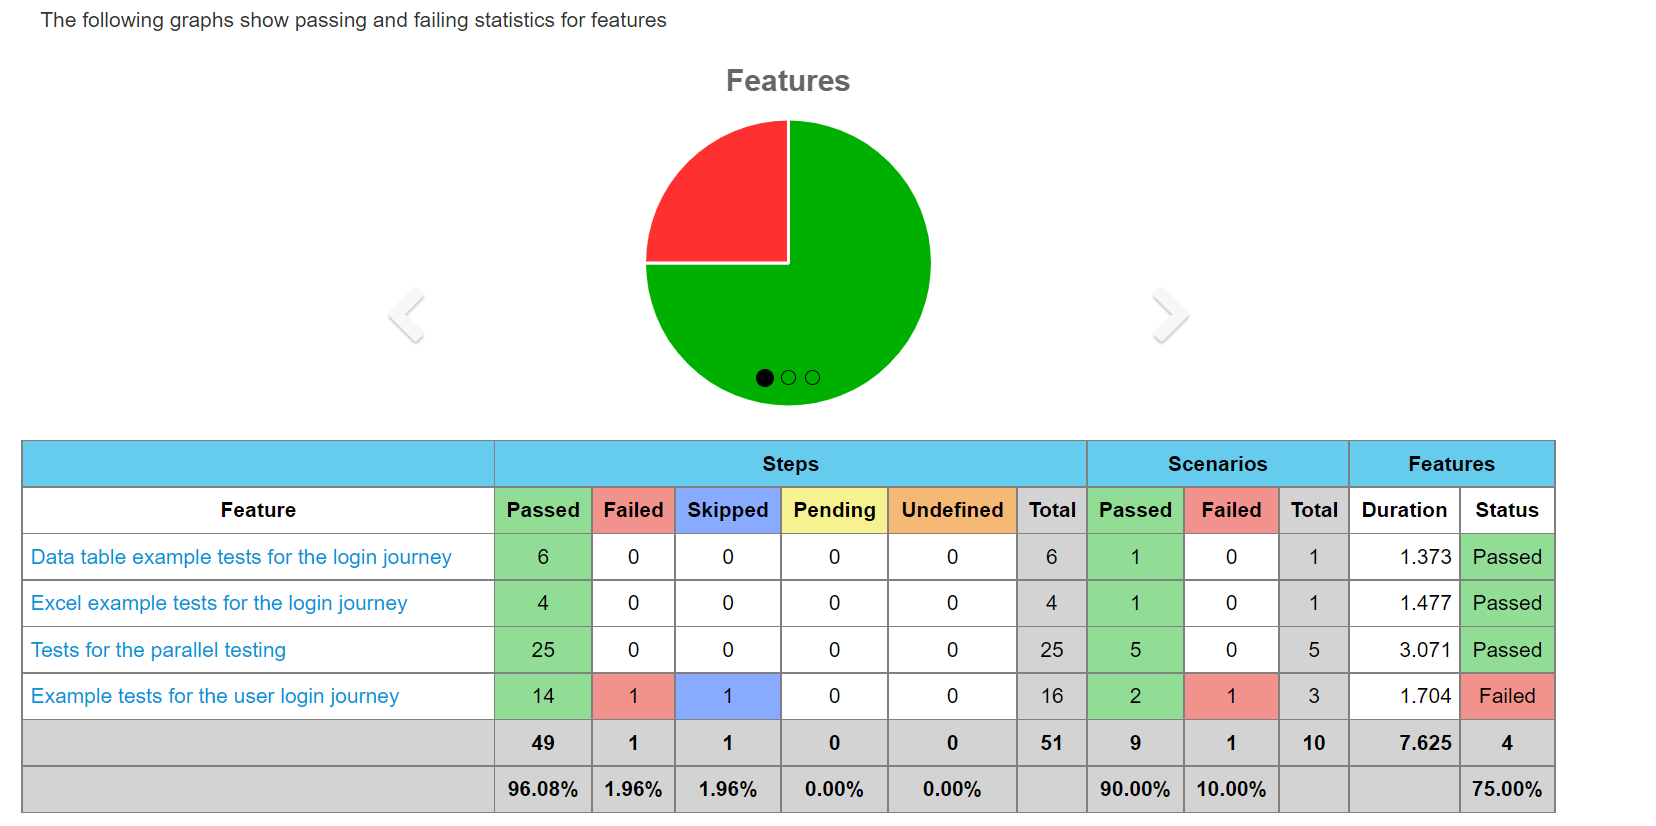 The following graphs show passing and failing statistics for features
Features
Steps Scenarios Features
Feature Passed Failed Skipped Pending Undefined Total Passed Failed Total Duration Status
Data table example tests for the login journey 6 0 0 0 0 6 1 0 1 1.373 Passed
Excel example tests for the login journey 4 0 0 0 0 4 1 0 1 1.477 Passed
Tests for the parallel testing 25 0 0 0 0 25 5 0 5 3.071 Passed
Example tests for the user login journey 14 1 1 0 0 16 2 1 3 1.704 Failed
49 1 1 0 0 51 9 1 10 7.625 4
96.08% 1.96% 1.96% 0.00% 0.00% 90.00% 10.00% 75.00%